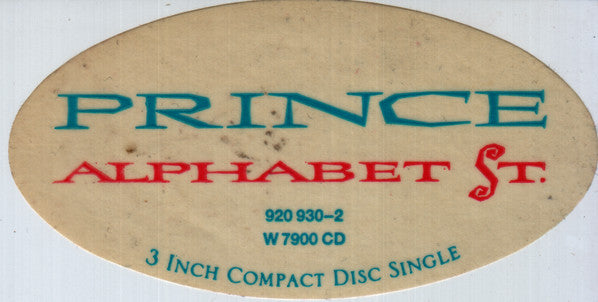 PRINCE
ALPHABET ST.
920 930-2
W 7900 CD
3 INCH COMPACT DISC SINGLE